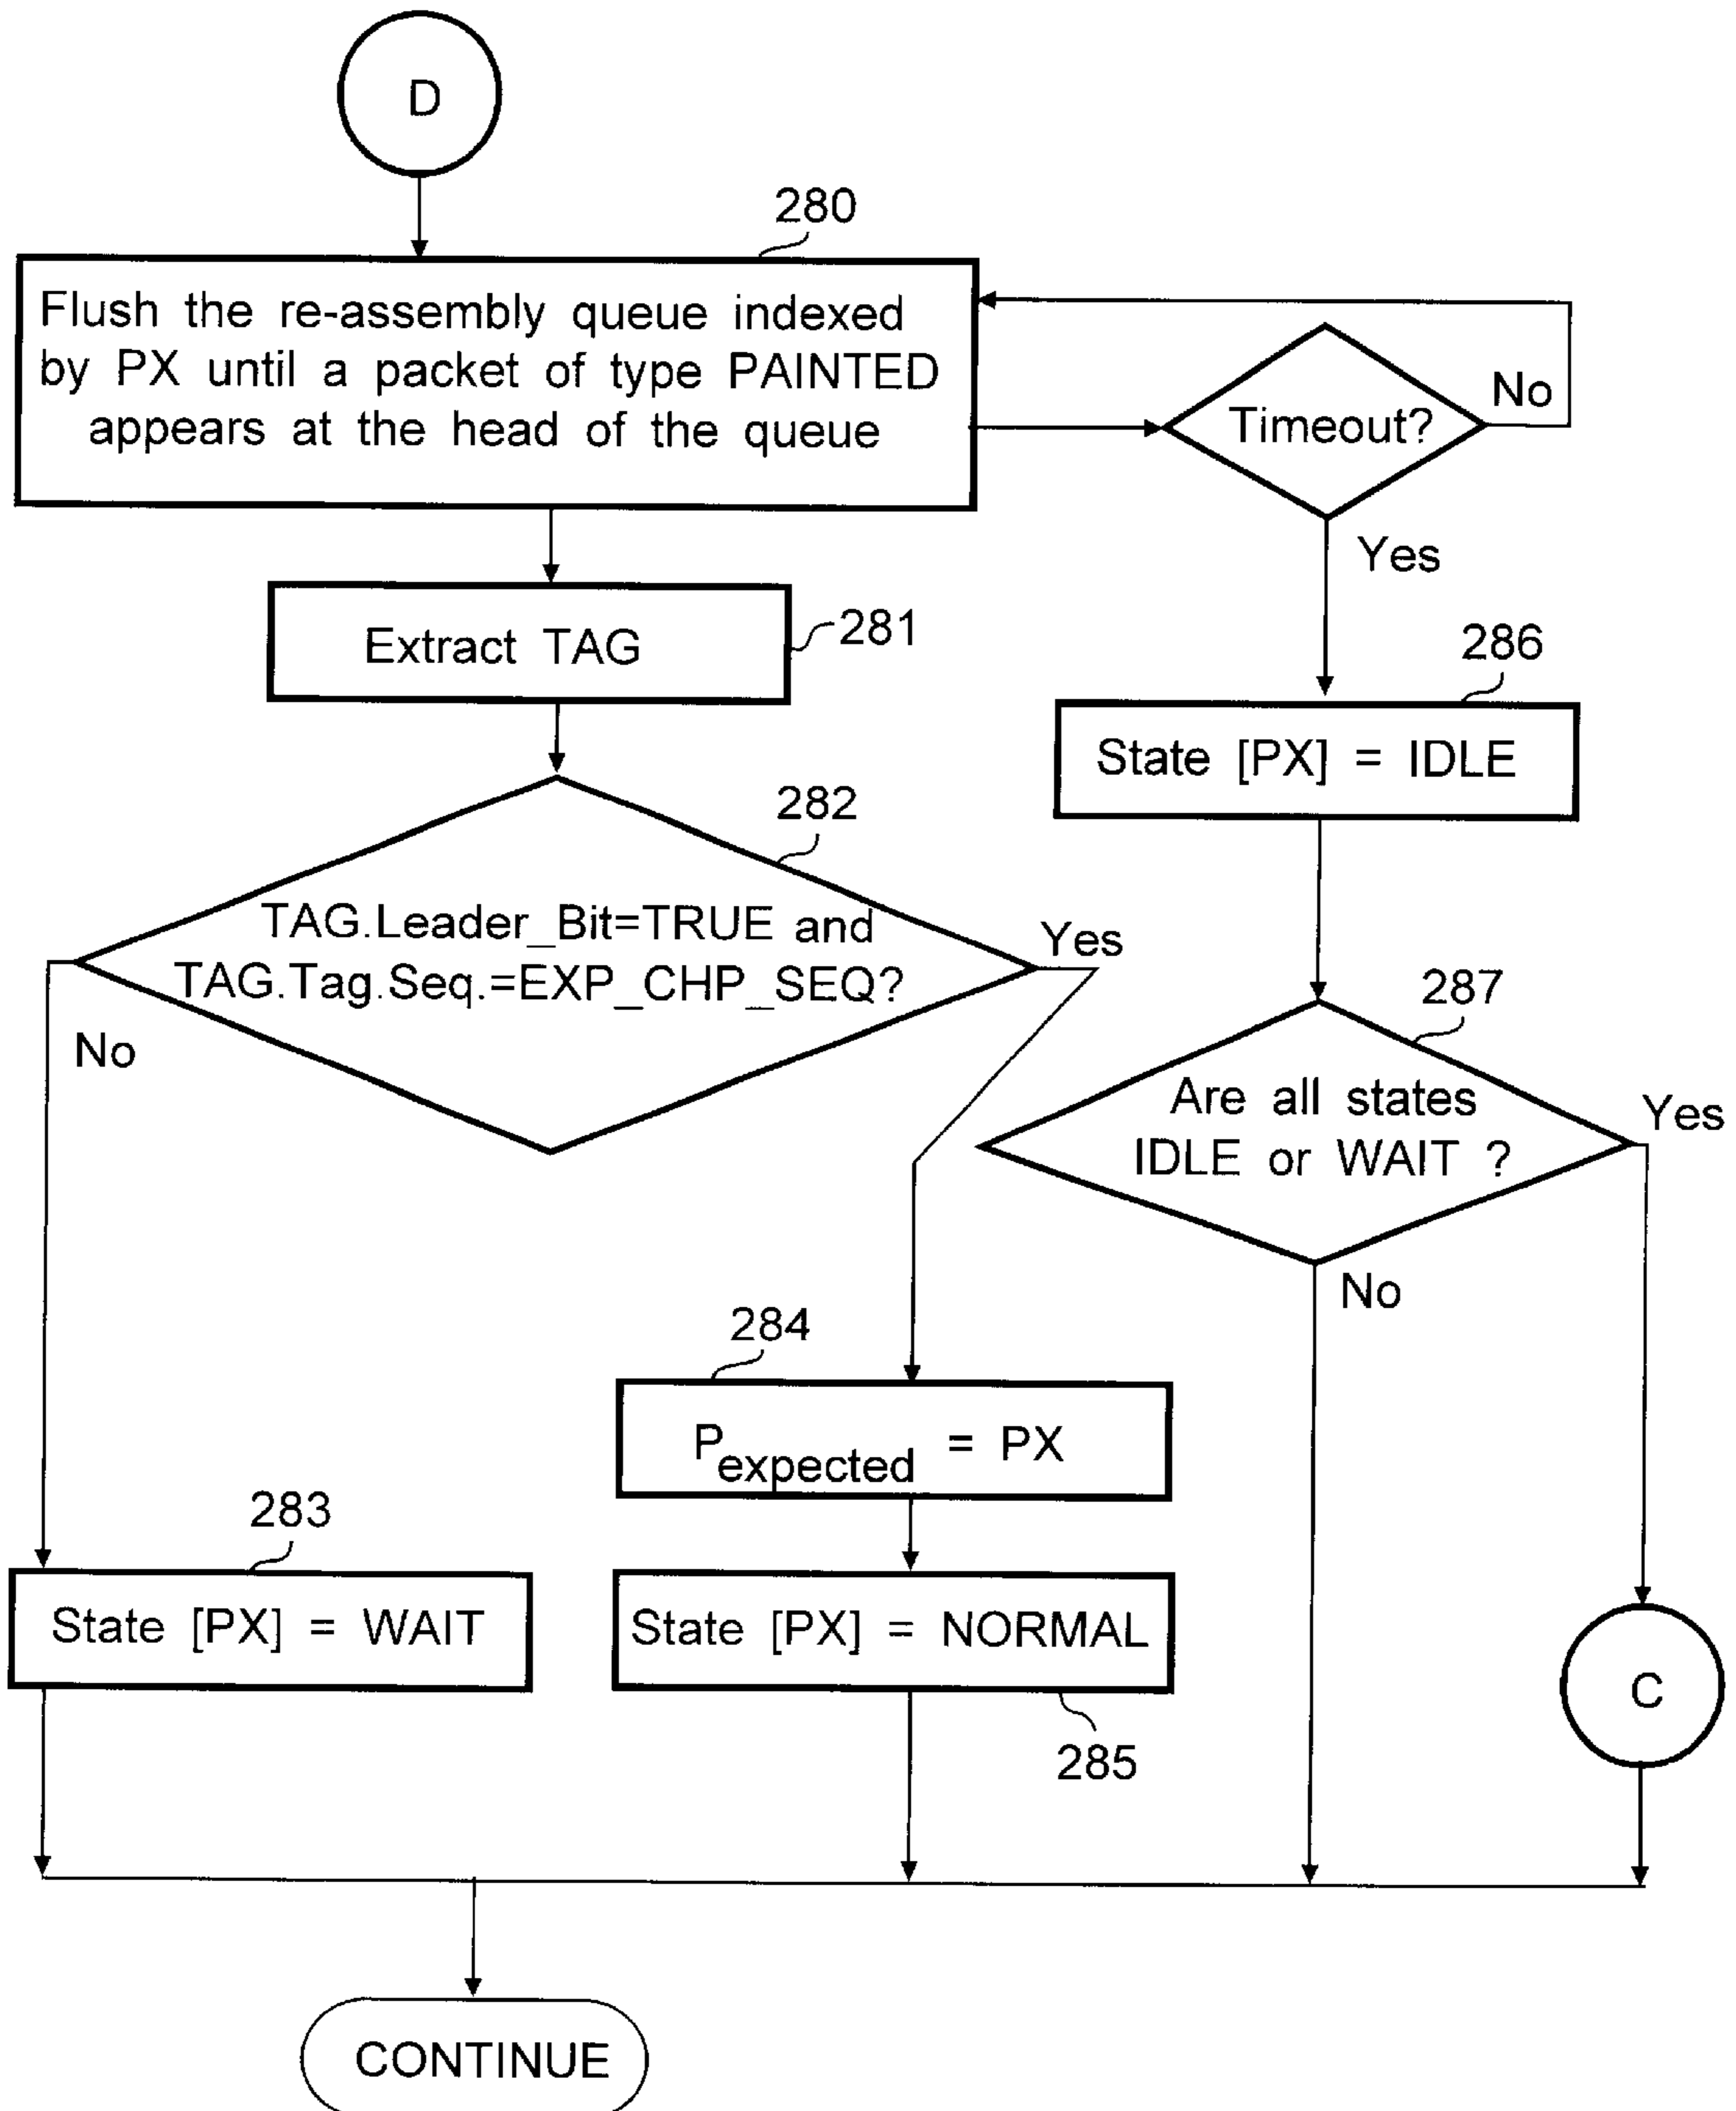 D
280
Flush the re-assembly queue indexed
by PX until a packet of type PAINTED
appears at the head of the queue
Timeout?
No
Yes
Extract TAG
281
286
State [PX] = IDLE
282
TAG.Leader_Bit=TRUE and
TAG.Tag.Seq.=EXP_CHP_SEQ?
Yes
No
287
Are all states
IDLE or WAIT ?
Yes
No
284
P expected = PX
283
State [PX] = WAIT
State [PX] = NORMAL
285
C
CONTINUE